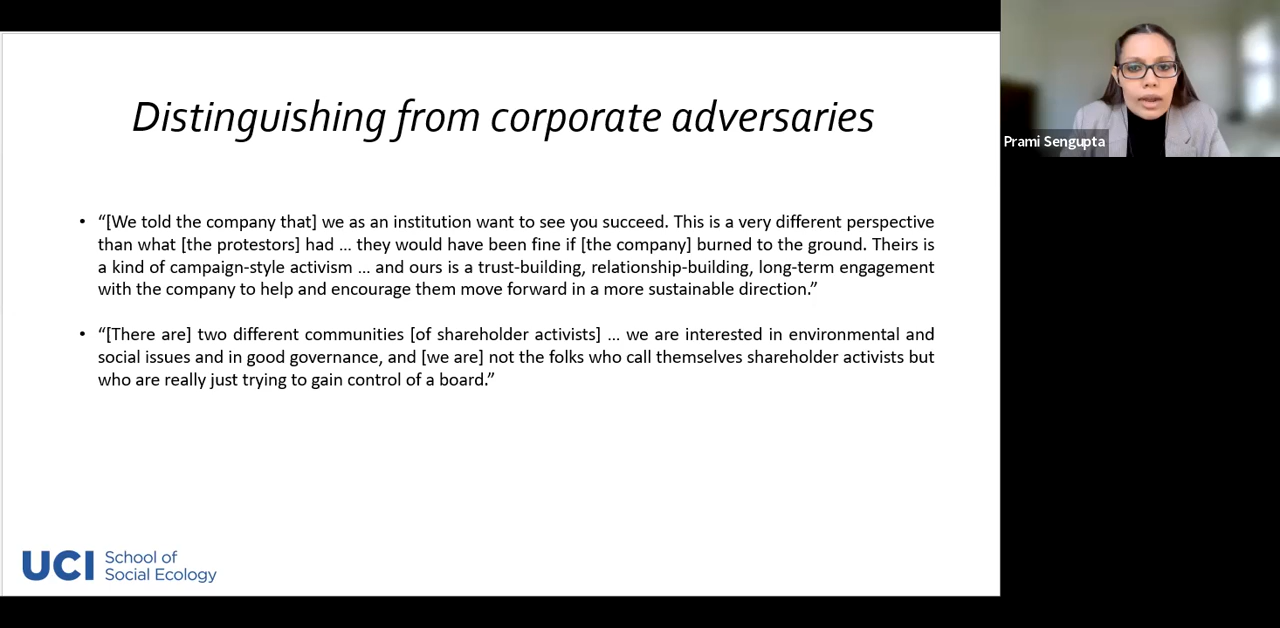 Distinguishing from corporate adversaries
• “[We told the company that] we as an institution want to see you succeed. This is a very different perspective
than what [the protestors] had ... they would have been fine if [the company] burned to the ground. Theirs is
a kind of campaign-style activism ... and ours is a trust-building, relationship-building, long-term engagement
with the company to help and encourage them move forward in a more sustainable direction.”
• “[There are] two different communities [of shareholder activists] ... we are interested in environmental and
social issues and in good governance, and [we are] not the folks who call themselves shareholder activists but
who are really just trying to gain control of a board.”
UCI School of
Social Ecology
Prami Sengupta